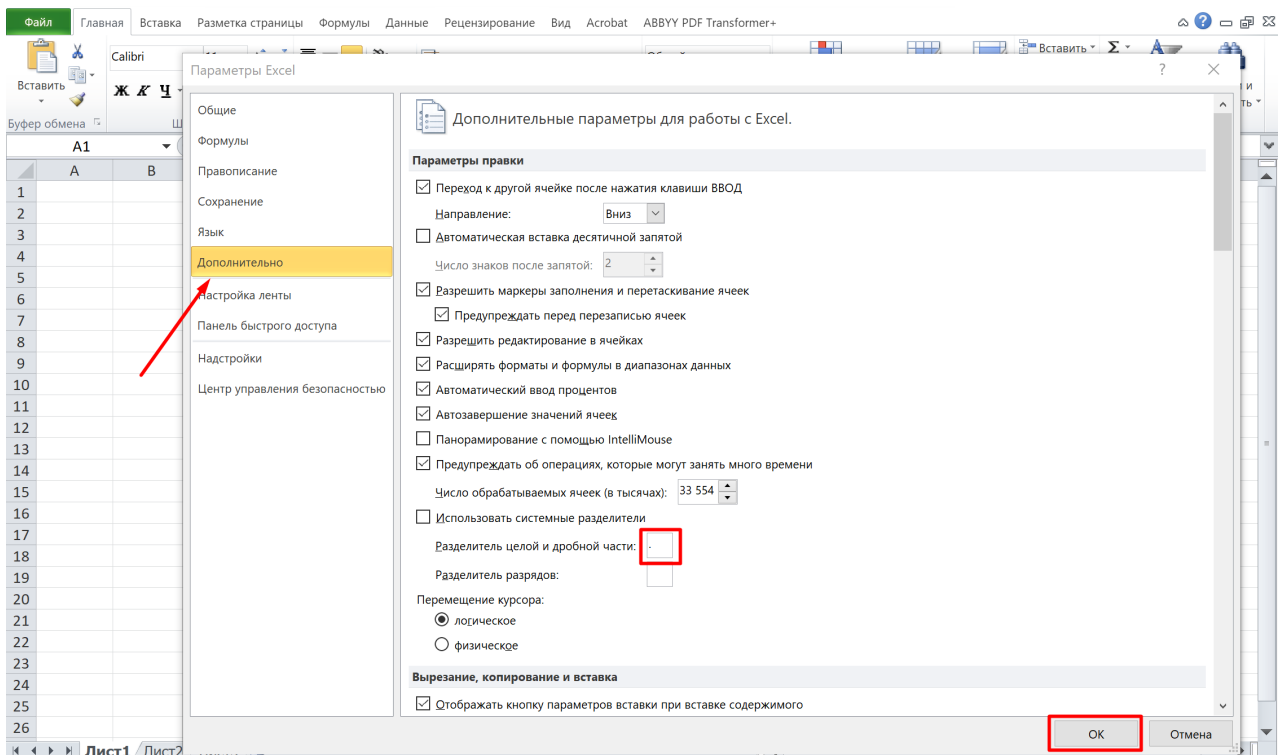 Файл Главная Вставка Разметка страницы Формулы Данные Рецензирование Вид Acrobat ABBYY PDF Transformer+
Calibri
Вставить Σ
Вставить
Ж К Ч
Буфер обмена
A1
A B
1
2
3
4
5
6
7
8
9
10
11
12
13
14
15
16
17
18
19
20
21
22
23
24
25
26
Лист1 Лист2
Параметры Excel ?
Общие
Формулы
Правописание
Сохранение
Язык
Дополнительно
Настройка ленты
Панель быстрого доступа
Надстройки
Центр управления безопасностью
Дополнительные параметры для работы с Excel.
Параметры правки
Переход к другой ячейке после нажатия клавиши ВВОД
Направление: Вниз
Автоматическая вставка десятичной запятой
Число знаков после запятой: 2
Разрешить маркеры заполнения и перетаскивание ячеек
Предупреждать перед перезаписью ячеек
Разрешить редактирование в ячейках
Расширять форматы и формулы в диапазонах данных
Автоматический ввод процентов
Автозавершение значений ячеек
Панорамирование с помощью IntelliMouse
Предупреждать об операциях, которые могут занять много времени
Число обрабатываемых ячеек (в тысячах): 33 554
Использовать системные разделители
Разделитель целой и дробной части: .
Разделитель разрядов:
Перемещение курсора:
логическое
физическое
Вырезание, копирование и вставка
Отображать кнопку параметров вставки при вставке содержимого
ОК Отмена